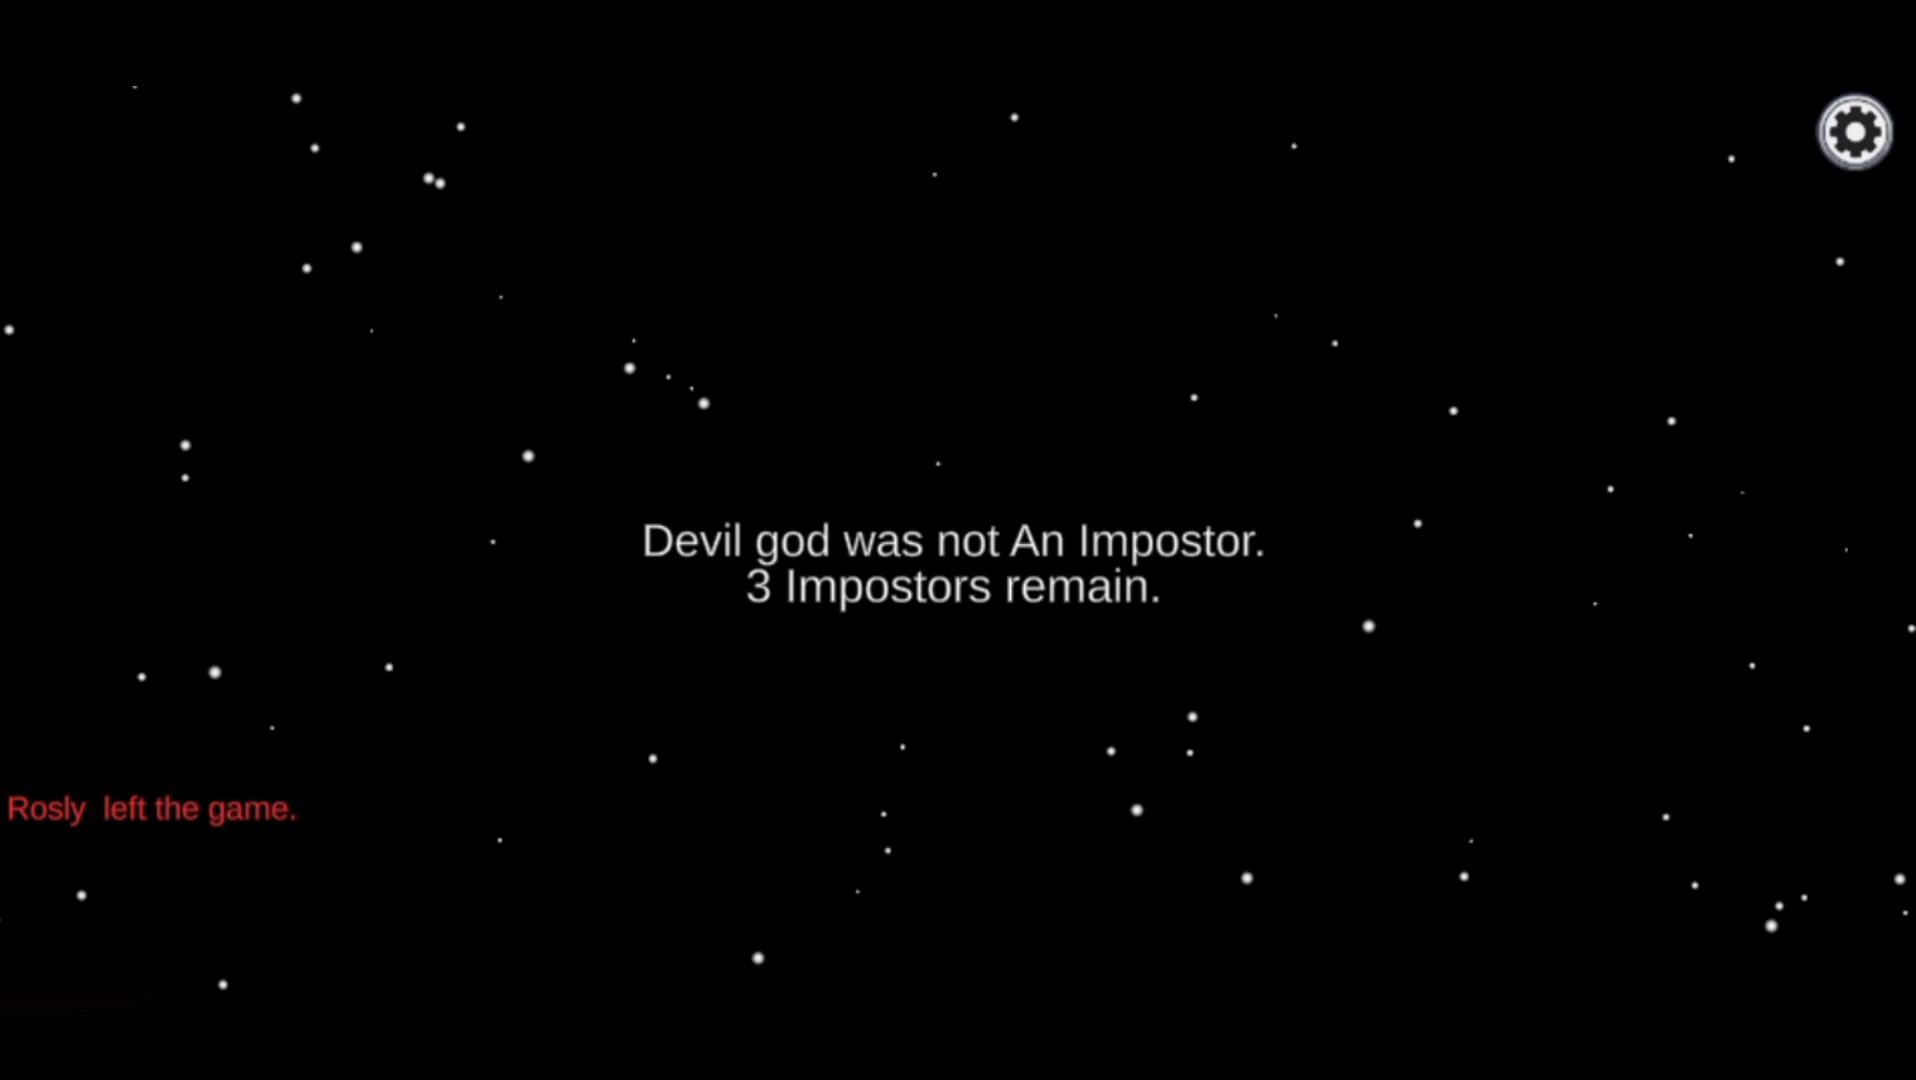 Devil god was not An Impostor.
3 Impostors remain.
Rosly left the game.